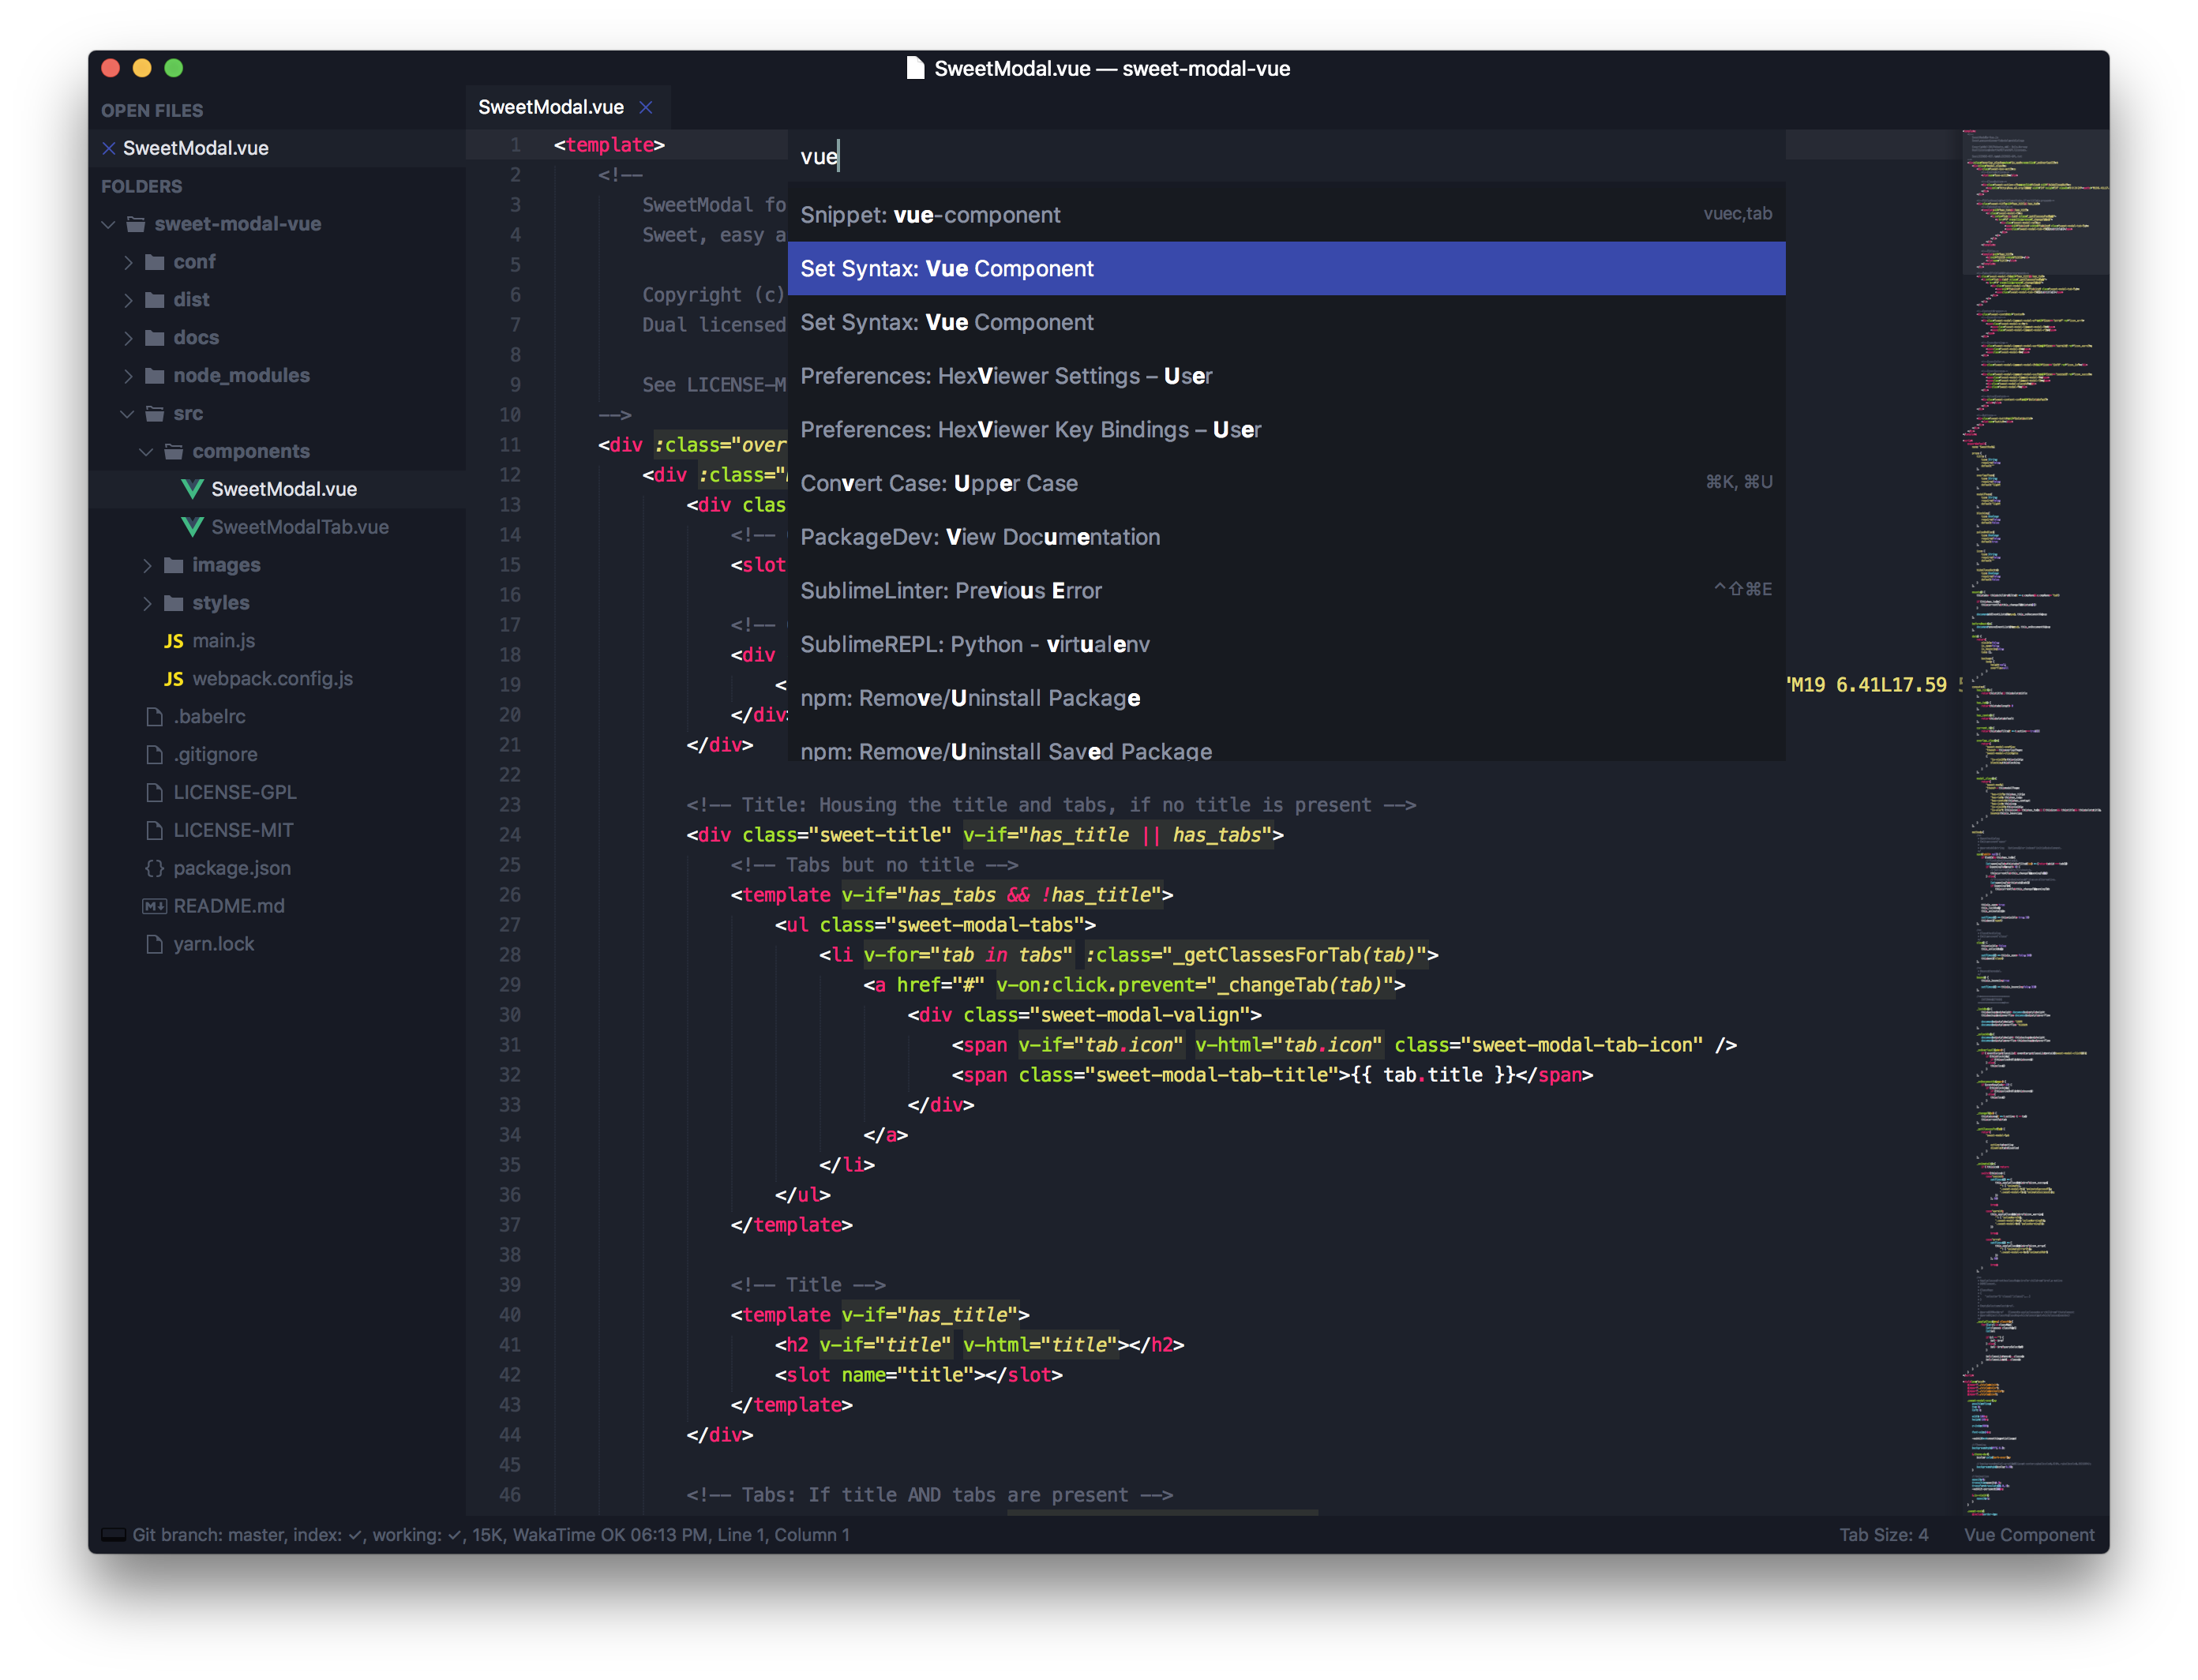 SweetModal.vue — sweet-modal-vue
OPEN FILES
SweetModal.vue
FOLDERS
sweet-modal-vue
conf
dist
docs
node_modules
src
components
SweetModal.vue
SweetModalTab.vue
images
styles
JS main.js
JS webpack.config.js
.babelrc
.gitignore
LICENSE-GPL
LICENSE-MIT
{} package.json
M↓ README.md
yarn.lock
SweetModal.vue
vue
Snippet: vue-component vuec,tab
Set Syntax: Vue Component
Set Syntax: Vue Component
Preferences: HexViewer Settings – User
Preferences: HexViewer Key Bindings – User
Convert Case: Upper Case ⌘K, ⌘U
PackageDev: View Documentation
SublimeLinter: Previous Error ^⇧⌘E
SublimeREPL: Python - virtualenv
npm: Remove/Uninstall Package
npm: Remove/Uninstall Saved Package
1 <template>
2 <!--
3 SweetModal fo
4 Sweet, easy a
5
6 Copyright (c)
7 Dual licensed
8
9 See LICENSE-M
10 -->
11 <div :class="over
12 <div :class="
13 <div clas
14 <!--
15 <slot
16
17 <!--
18 <div
19 < "M19 6.41L17.59
20 </div>
21 </div>
22
23 <!-- Title: Housing the title and tabs, if no title is present -->
24 <div class="sweet-title" v-if="has_title || has_tabs">
25 <!-- Tabs but no title -->
26 <template v-if="has_tabs && !has_title">
27 <ul class="sweet-modal-tabs">
28 <li v-for="tab in tabs" :class="_getClassesForTab(tab)">
29 <a href="#" v-on:click.prevent="_changeTab(tab)">
30 <div class="sweet-modal-valign">
31 <span v-if="tab.icon" v-html="tab.icon" class="sweet-modal-tab-icon" />
32 <span class="sweet-modal-tab-title">{{ tab.title }}</span>
33 </div>
34 </a>
35 </li>
36 </ul>
37 </template>
38
39 <!-- Title -->
40 <template v-if="has_title">
41 <h2 v-if="title" v-html="title"></h2>
42 <slot name="title"></slot>
43 </template>
44 </div>
45
46 <!-- Tabs: If title AND tabs are present -->
Git branch: master, index: ✓, working: ✓, 15K, WakaTime OK 06:13 PM, Line 1, Column 1
Tab Size: 4
Vue Component